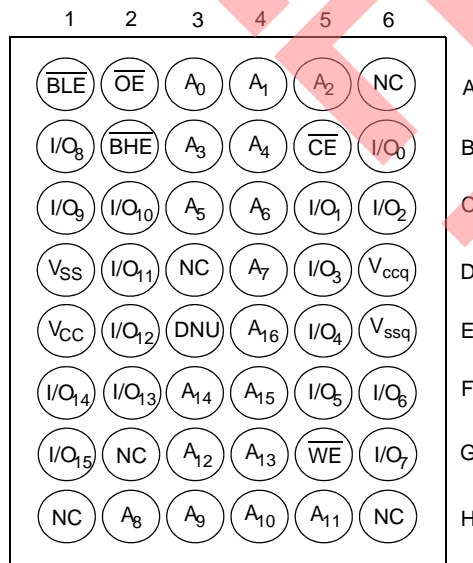 1 2 3 4 5 6
BLE OE A0 A1 A2 NC A
I/O8 BHE A3 A4 CE I/O0 B
I/O9 I/O10 A5 A6 I/O1 I/O2 C
VSS I/O11 NC A7 I/O3 Vccq D
VCC I/O12 DNU A16 I/O4 Vssq E
I/O14 I/O13 A14 A15 I/O5 I/O6 F
I/O15 NC A12 A13 WE I/O7 G
NC A8 A9 A10 A11 NC H